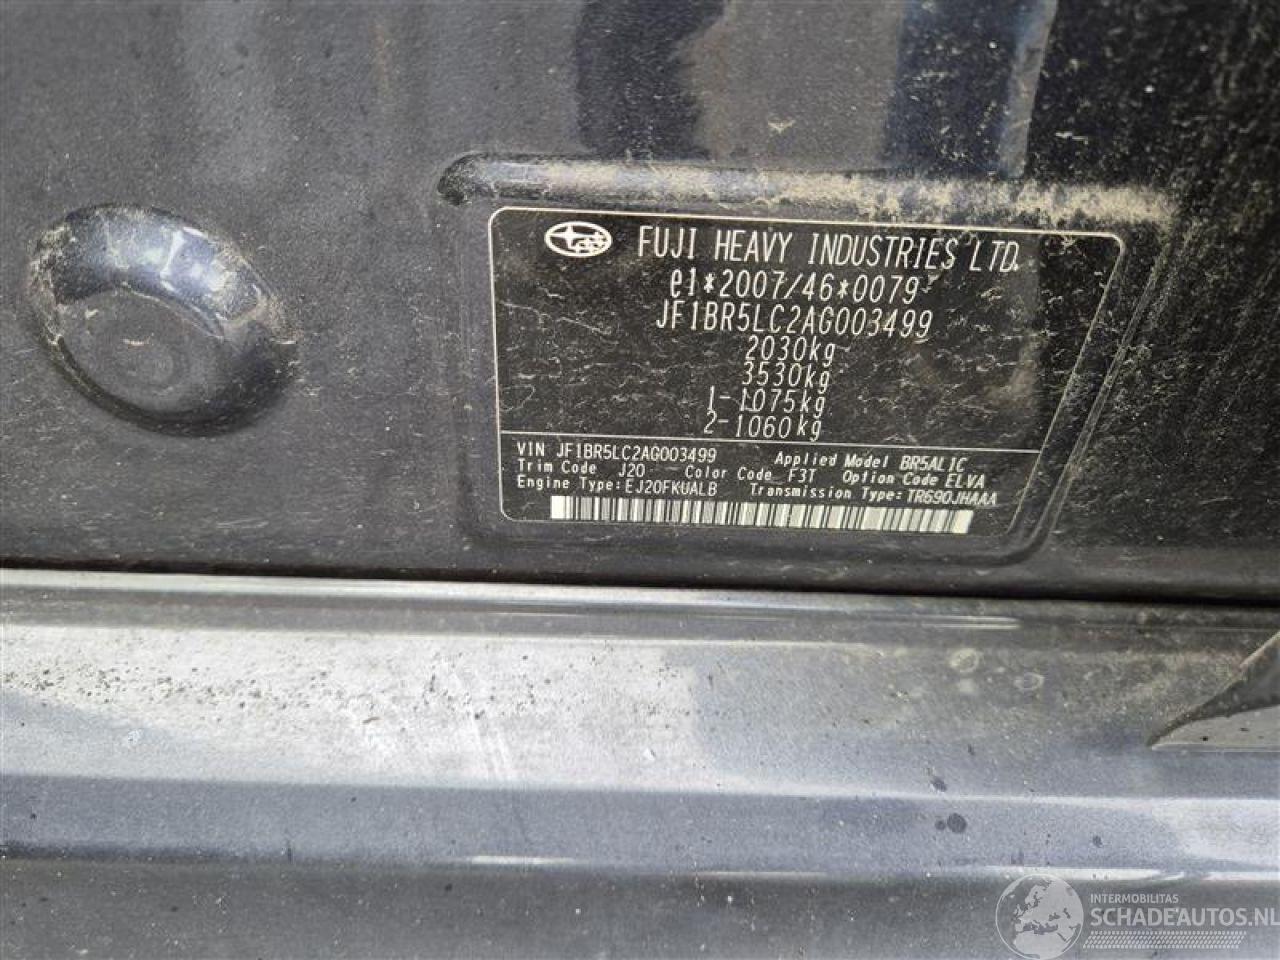 FUJI HEAVY INDUSTRIES LTD.
e1*2007/46*0079*
JF1BR5LC2AG003499
2030kg
3530kg
1-1075kg
2-1060kg
VIN JF1BR5LC2AG003499 Applied Model BR5AL1C
Trim Code J20 Color Code F3T Option Code ELVA
Engine Type:EJ20FKUALB Transmission Type:TR690JHAAA
INTERMOBILITAS
SCHADEAUTOS.NL